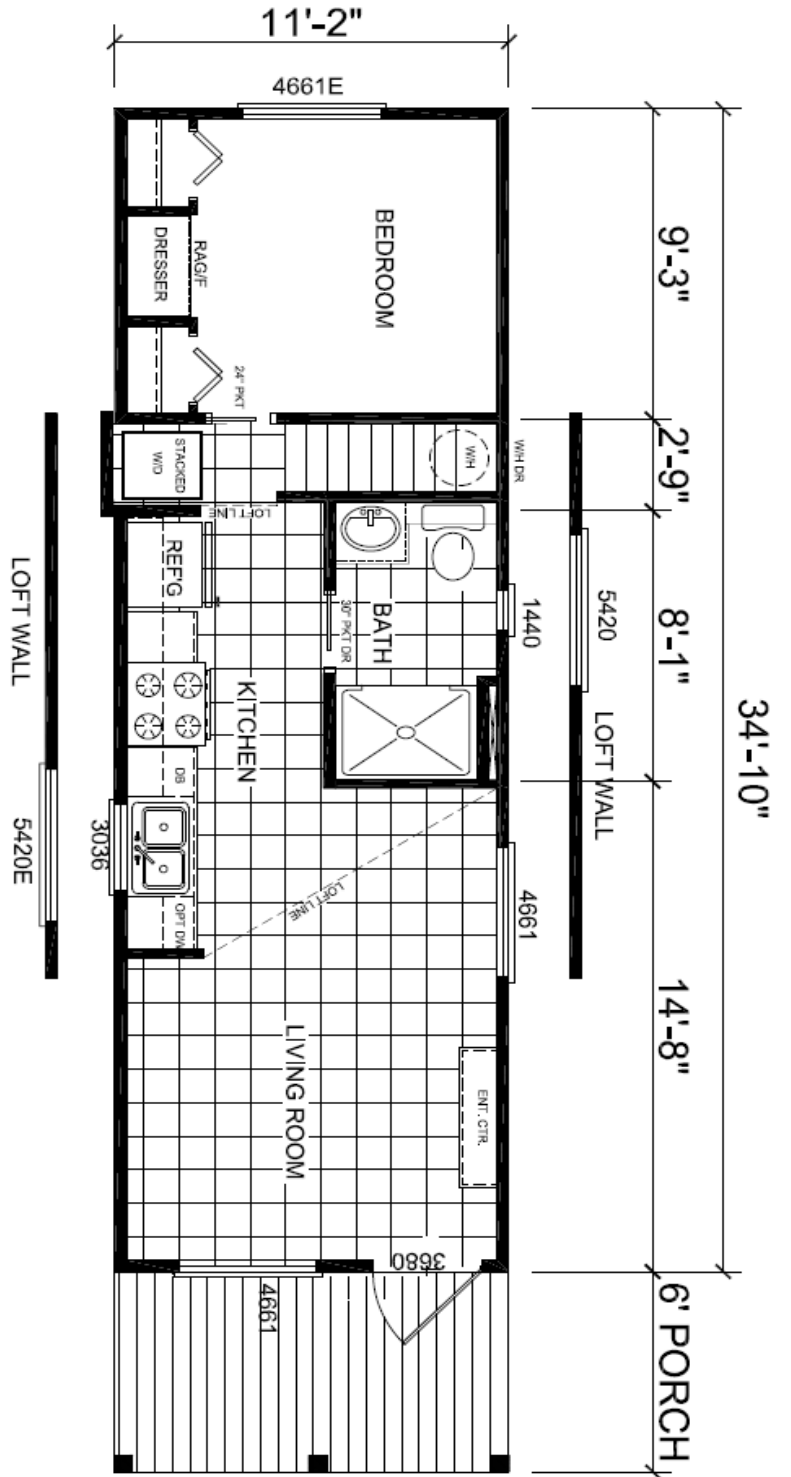 11'-2"
4661E
9'-3"
BEDROOM
RAG/F
DRESSER
24" PKT
2'-9"
STACKED
W/D
W/H
W/H DR
LOFT LINE
REF'G
LOFT WALL
5420
1440
BATH
30" PKT DR
8'-1"
34'-10"
KITCHEN
LOFT WALL
DB
3036
5420E
OPT DW
LOFT LINE
4661
14'-8"
LIVING ROOM
ENT. CTR.
3680
4661
6' PORCH